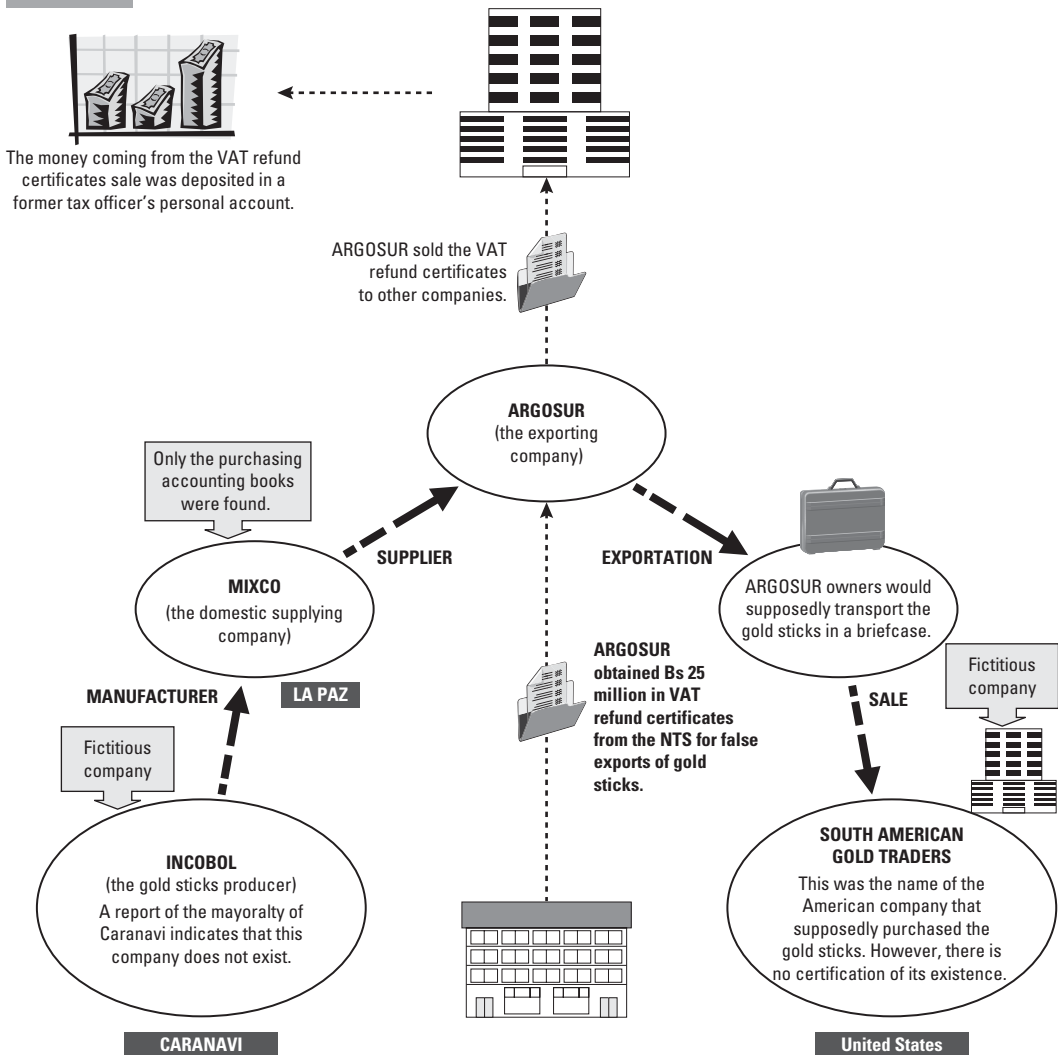 The money coming from the VAT refund
certificates sale was deposited in a
former tax officer's personal account.
ARGOSUR sold the VAT
refund certificates
to other companies.
ARGOSUR
(the exporting
company)
Only the purchasing
accounting books
were found.
SUPPLIER
EXPORTATION
MIXCO
(the domestic supplying
company)
ARGOSUR owners would
supposedly transport the
gold sticks in a briefcase.
MANUFACTURER
LA PAZ
ARGOSUR
obtained Bs 25
million in VAT
refund certificates
from the NTS for false
exports of gold
sticks.
SALE
Fictitious
company
Fictitious
company
INCOBOL
(the gold sticks producer)
A report of the mayoralty of
Caranavi indicates that this
company does not exist.
SOUTH AMERICAN
GOLD TRADERS
This was the name of the
American company that
supposedly purchased the
gold sticks. However, there is
no certification of its existence.
CARANAVI
United States